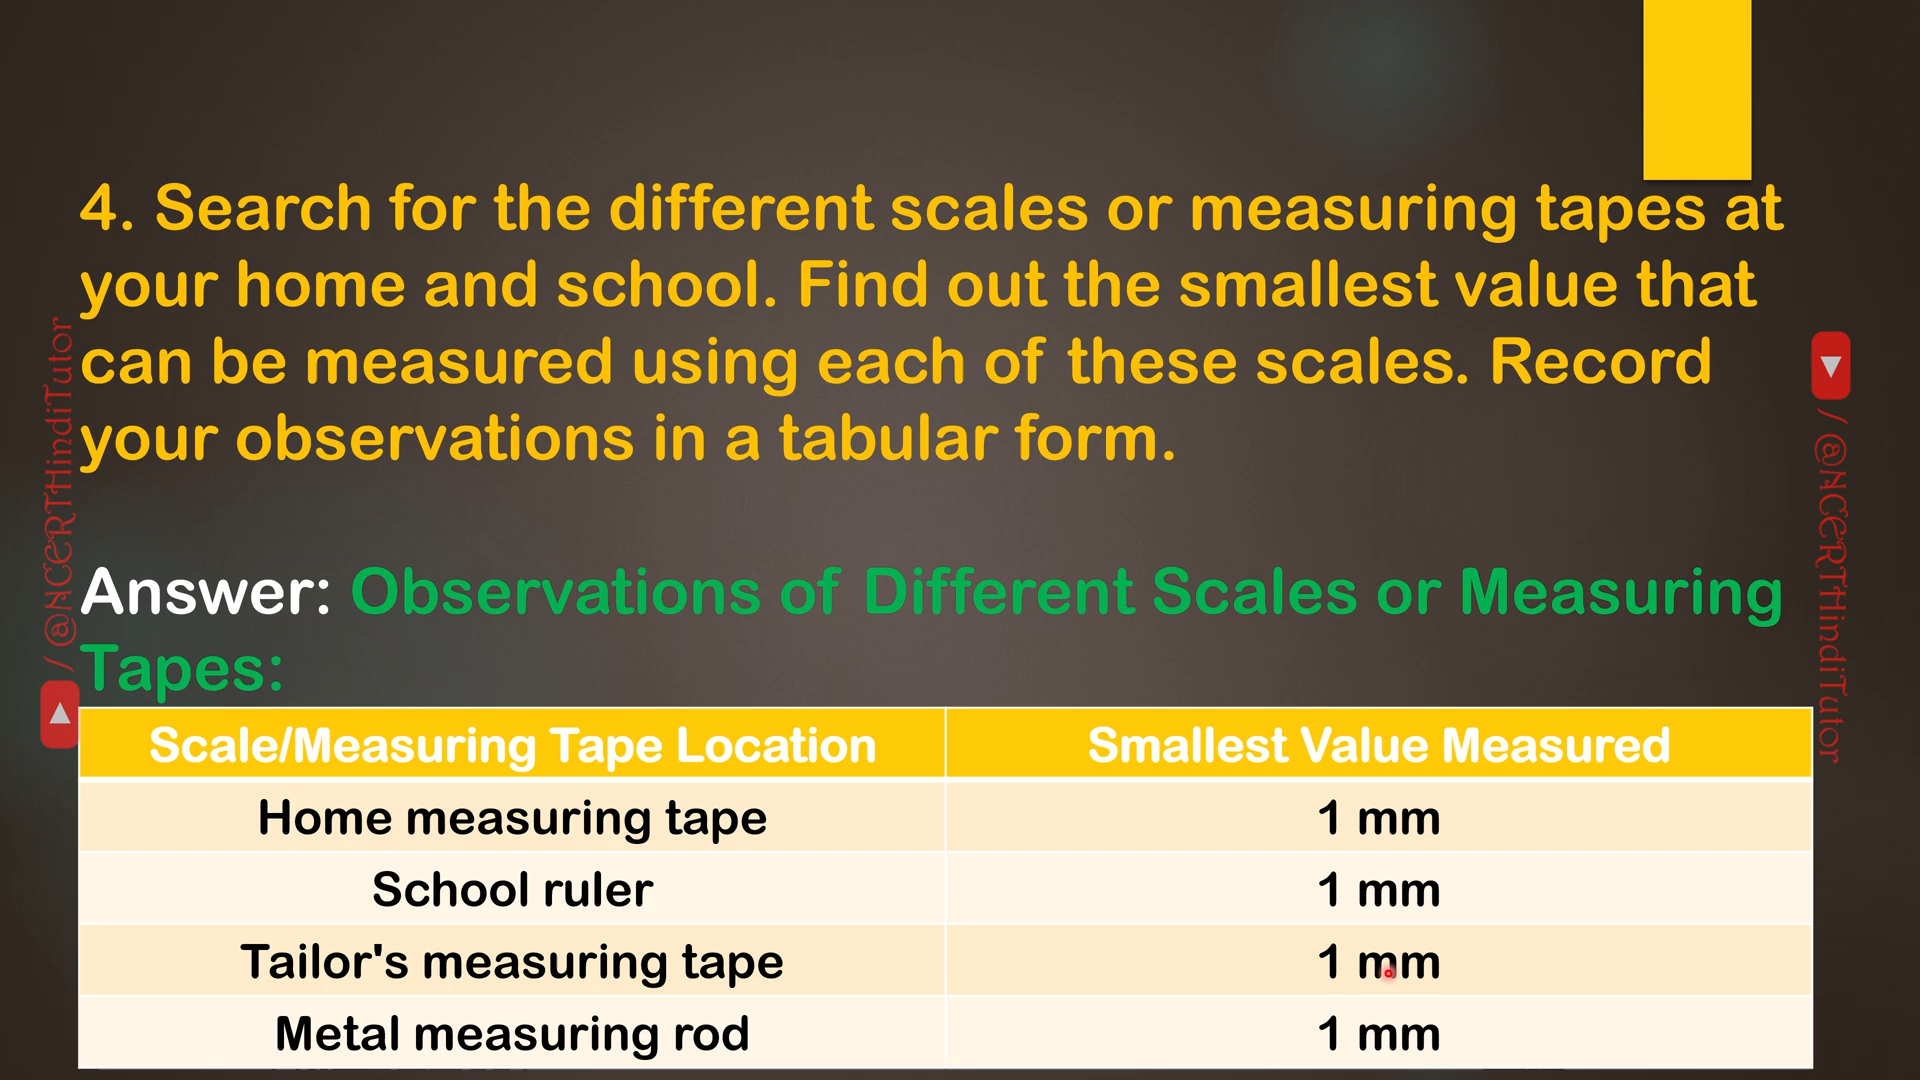 4. Search for the different scales or measuring tapes at
your home and school. Find out the smallest value that
can be measured using each of these scales. Record
your observations in a tabular form.
Answer: Observations of Different Scales or Measuring
Tapes:
Scale/Measuring Tape Location Smallest Value Measured
Home measuring tape 1 mm
School ruler 1 mm
Tailor's measuring tape 1 mm
Metal measuring rod 1 mm
/ @NCERTHindiTutor
/ @NCERTHindiTutor